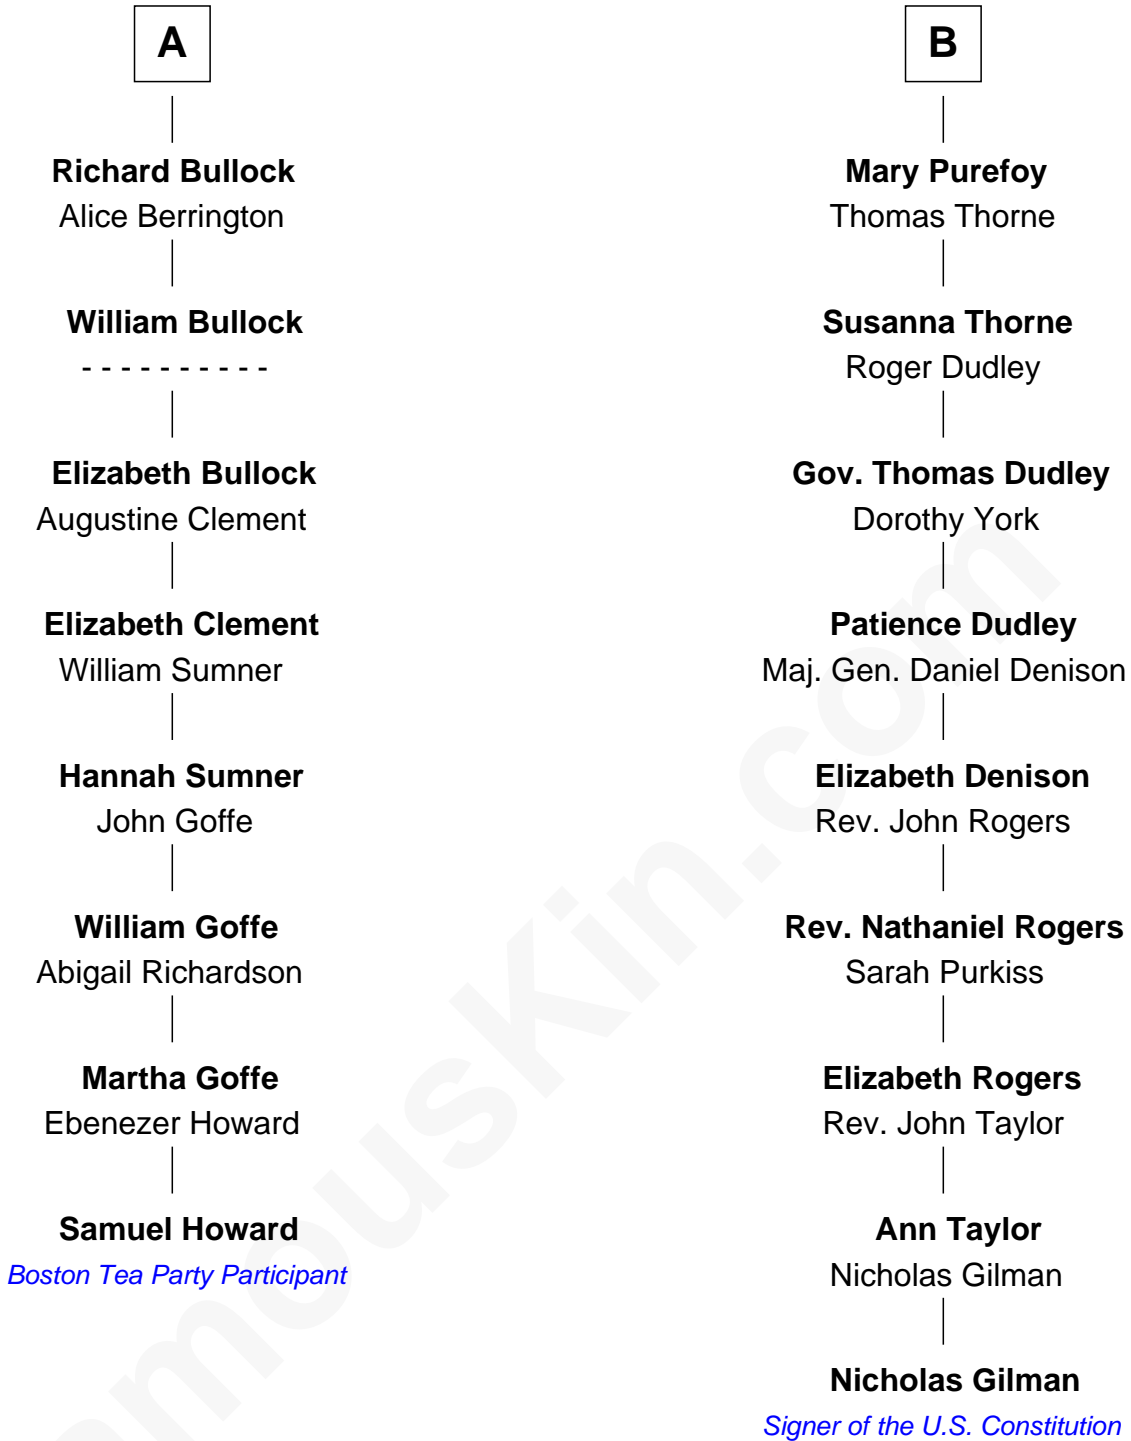 A
Richard Bullock
Alice Berrington
William Bullock
- - - - - - - - - -
Elizabeth Bullock
Augustine Clement
Elizabeth Clement
William Sumner
Hannah Sumner
John Goffe
William Goffe
Abigail Richardson
Martha Goffe
Ebenezer Howard
Samuel Howard
Boston Tea Party Participant
B
Mary Purefoy
Thomas Thorne
Susanna Thorne
Roger Dudley
Gov. Thomas Dudley
Dorothy York
Patience Dudley
Maj. Gen. Daniel Denison
Elizabeth Denison
Rev. John Rogers
Rev. Nathaniel Rogers
Sarah Purkiss
Elizabeth Rogers
Rev. John Taylor
Ann Taylor
Nicholas Gilman
Nicholas Gilman
Signer of the U.S. Constitution
amouskin.com